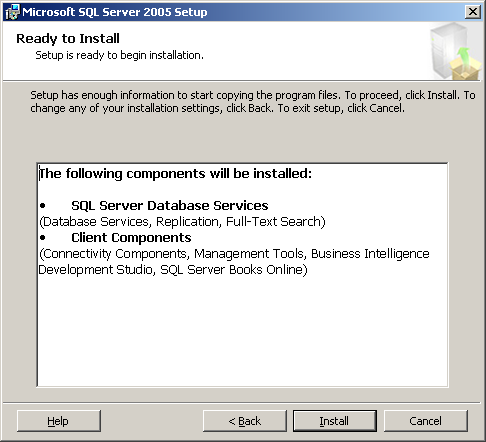 Microsoft SQL Server 2005 Setup
Ready to Install
Setup is ready to begin installation.
Setup has enough information to start copying the program files. To proceed, click Install. To
change any of your installation settings, click Back. To exit setup, click Cancel.
The following components will be installed:
• SQL Server Database Services
(Database Services, Replication, Full-Text Search)
• Client Components
(Connectivity Components, Management Tools, Business Intelligence
Development Studio, SQL Server Books Online)
Help
< Back
Install
Cancel